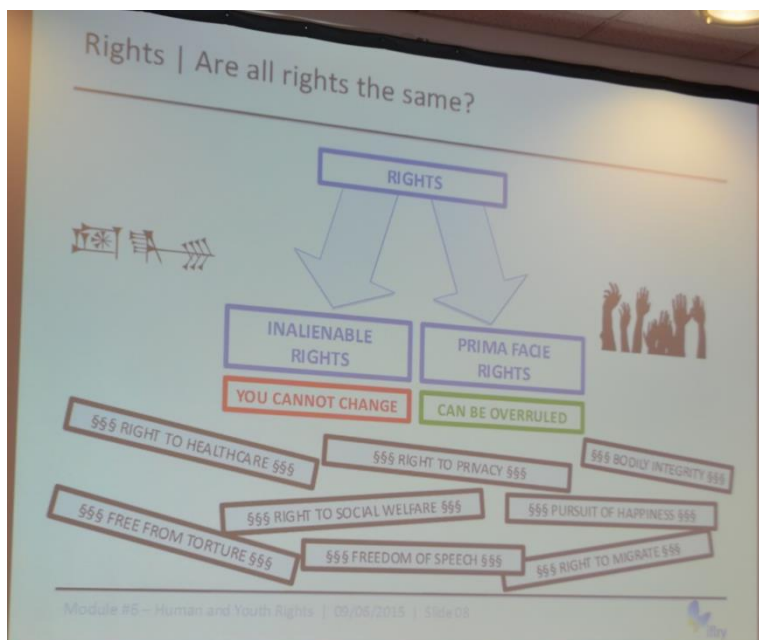 Rights | Are all rights the same?
RIGHTS
INALIENABLE
RIGHTS
PRIMA FACIE
RIGHTS
YOU CANNOT CHANGE
CAN BE OVERRULED
§§§ RIGHT TO HEALTHCARE §§§
§§§ RIGHT TO PRIVACY §§§
§§§ BODILY INTEGRITY §§§
§§§ RIGHT TO SOCIAL WELFARE §§§
§§§ PURSUIT OF HAPPINESS §§§
§§§ FREE FROM TORTURE §§§
§§§ FREEDOM OF SPEECH §§§
§§§ RIGHT TO MIGRATE §§§
Module #6 – Human and Youth Rights | 09/06/2015 | Slide 08